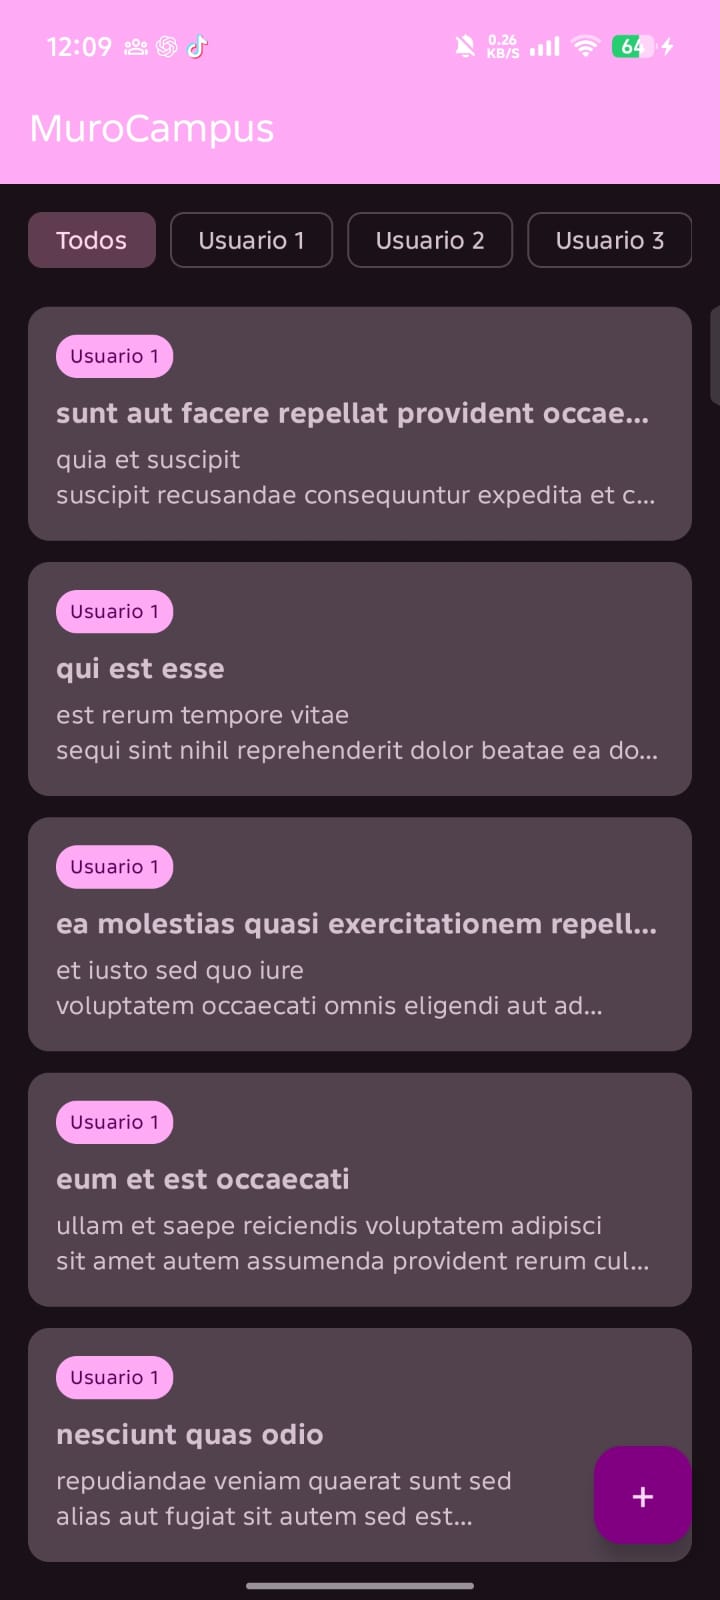 12:09 0.26 KB/S 64
MuroCampus
Todos Usuario 1 Usuario 2 Usuario 3
Usuario 1
sunt aut facere repellat provident occae...
quia et suscipit
suscipit recusandae consequuntur expedita et c...
Usuario 1
qui est esse
est rerum tempore vitae
sequi sint nihil reprehenderit dolor beatae ea do...
Usuario 1
ea molestias quasi exercitationem repell...
et iusto sed quo iure
voluptatem occaecati omnis eligendi aut ad...
Usuario 1
eum et est occaecati
ullam et saepe reiciendis voluptatem adipisci
sit amet autem assumenda provident rerum cul...
Usuario 1
nesciunt quas odio
repudiandae veniam quaerat sunt sed
alias aut fugiat sit autem sed est...
+